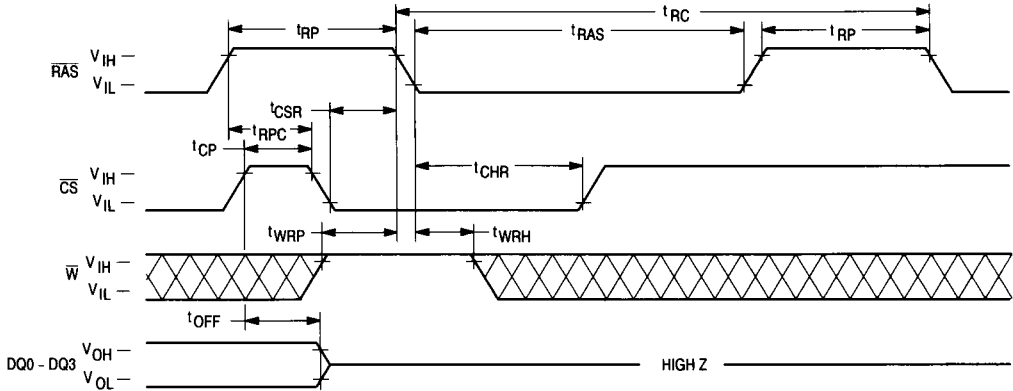 tRC
tRP
tRAS
tRP
RAS
VIH
VIL
tCSR
tRPC
tCP
tCHR
CS
VIH
VIL
tWRP
tWRH
W
VIH
VIL
tOFF
DQ0 - DQ3
VOH
VOL
HIGH Z